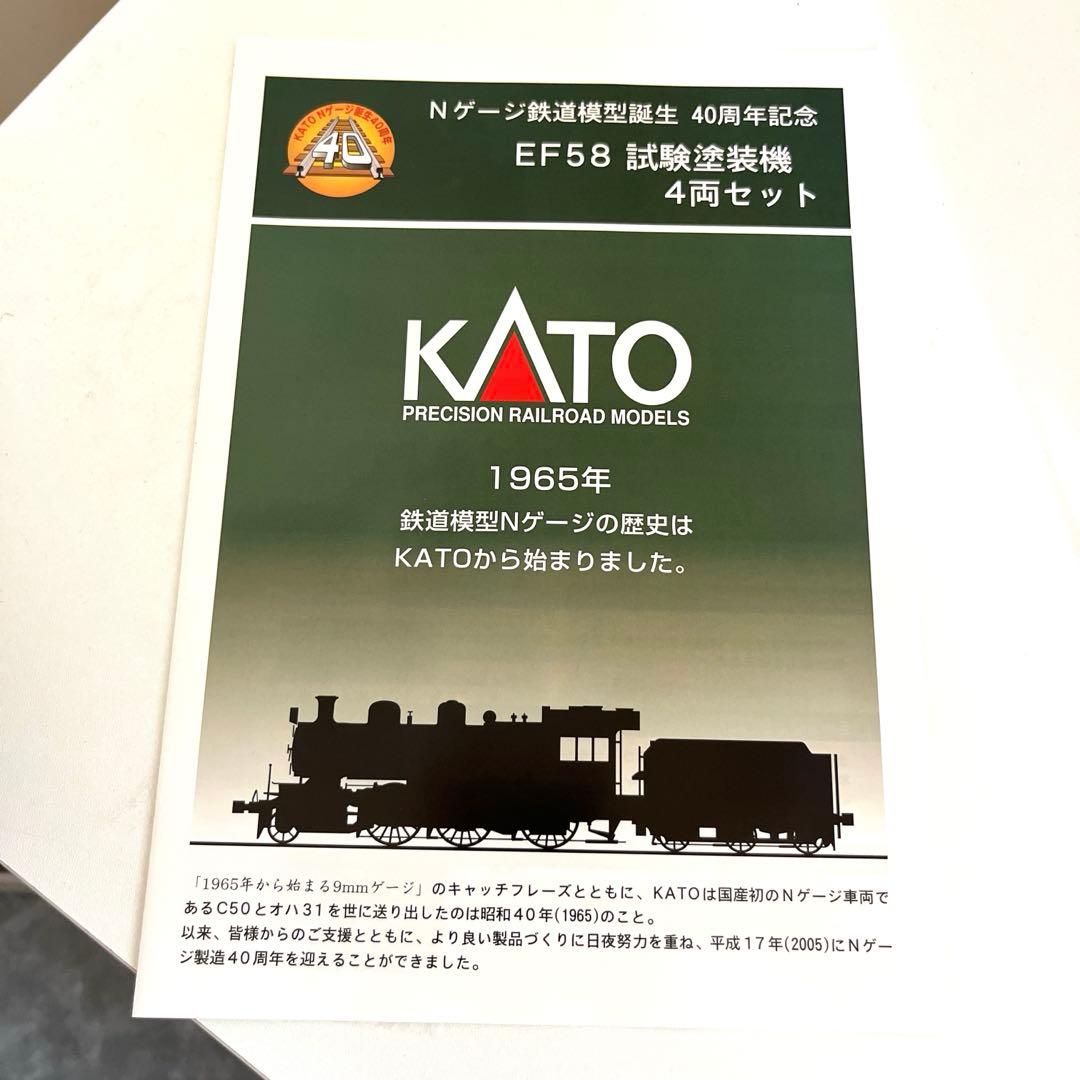 KATO Nゲージ誕生40周年
40
Nゲージ鉄道模型誕生 40周年記念
EF58 試験塗装機
4両セット
KATO
PRECISION RAILROAD MODELS
1965年
鉄道模型Nゲージの歴史は
KATOから始まりました。
「1965年から始まる9mmゲージ」のキャッチフレーズとともに、KATOは国産初のNゲージ車両で
あるC50とオハ31を世に送り出したのは昭和40年(1965)のこと。
以来、皆様からのご支援とともに、より良い製品づくりに日夜努力を重ね、平成17年(2005)にNゲー
ジ製造40周年を迎えることができました。